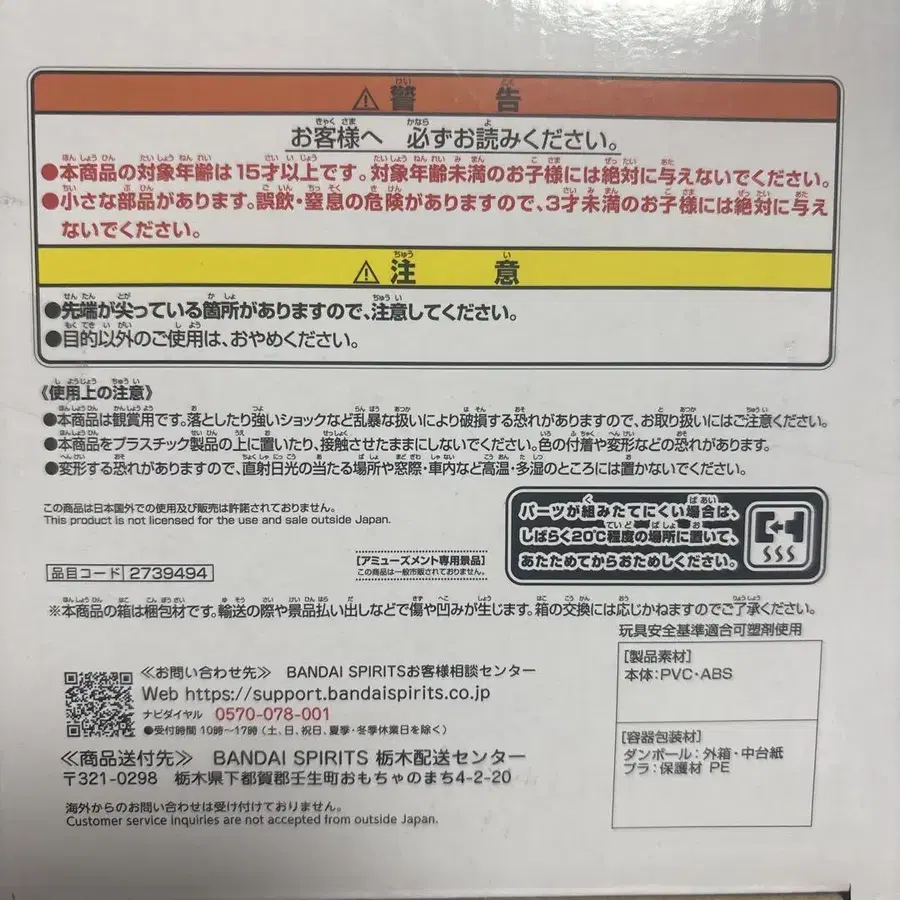 ⚠警告
お客様へ 必ずお読みください。
●本商品の対象年齢は15才以上です。対象年齢未満のお子様には絶対に与えないでください。
●小さな部品があります。誤飲・窒息の危険がありますので、3才未満のお子様には絶対に与え
ないでください。
⚠注意
●先端が尖っている箇所がありますので、注意してください。
●目的以外のご使用は、おやめください。
《使用上の注意》
●本商品は観賞用です。落としたり強いショックなど乱暴な扱いにより破損する恐れがありますので、お取り扱いにはご注意ください。
●本商品をプラスチック製品の上に置いたり、接触させたままにしないでください。色の付着や変形などの恐れがあります。
●変形する恐れがありますので、直射日光の当たる場所や窓際・車内など高温・多湿のところには置かないでください。
この商品は日本国外での使用及び販売は許諾されておりません。
This product is not licensed for the use and sale outside Japan.
パーツが組みたてにくい場合は、
しばらく20℃程度の場所に置いて、
あたためてからおためしください。
[アミューズメント専用景品]
この商品は一般市販されておりません。
品目コード 2739494
※本商品の箱は梱包材です。輸送の際や景品払い出しなどで傷や凹みが生じます。箱の交換には応じかねますのでご了承ください。
玩具安全基準適合可塑剤使用
[製品素材]
本体:PVC・ABS
[容器包装材]
ダンボール:外箱・中台紙
プラ:保護材 PE
≪お問い合わせ先≫ BANDAI SPIRITSお客様相談センター
Web https://support.bandaispirits.co.jp
ナビダイヤル 0570-078-001
●受付時間 10時〜17時(土、日、祝日、夏季・冬季休業日を除く)
≪商品送付先≫ BANDAI SPIRITS 栃木配送センター
〒321-0298 栃木県下都賀郡壬生町おもちゃのまち4-2-20
海外からのお問い合わせは受け付けておりません。
Customer service inquiries are not accepted from outside Japan.